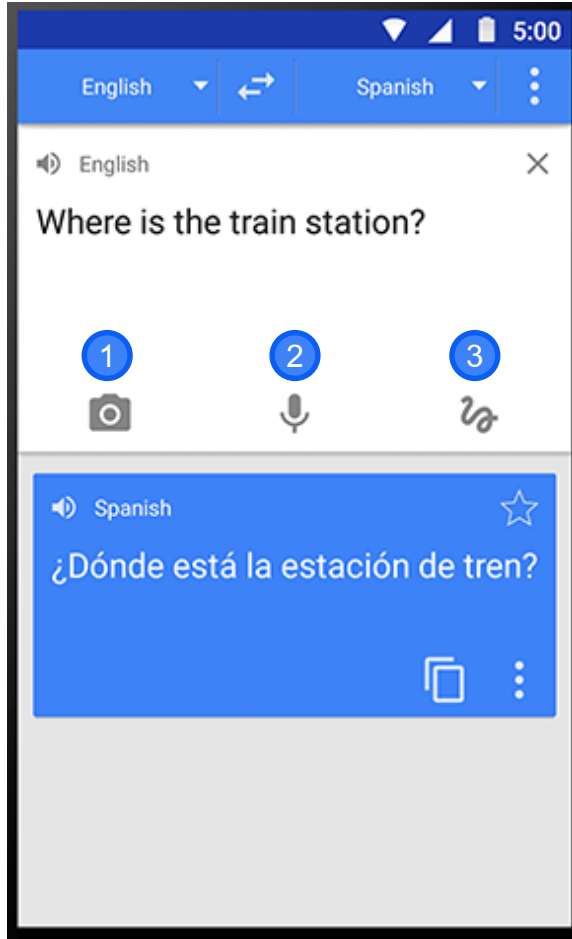 5:00
English Spanish
English
Where is the train station?
1 2 3
Spanish
¿Dónde está la estación de tren?